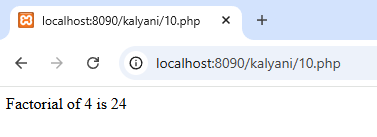 localhost:8090/kalyani/10.php
localhost:8090/kalyani/10.php
Factorial of 4 is 24